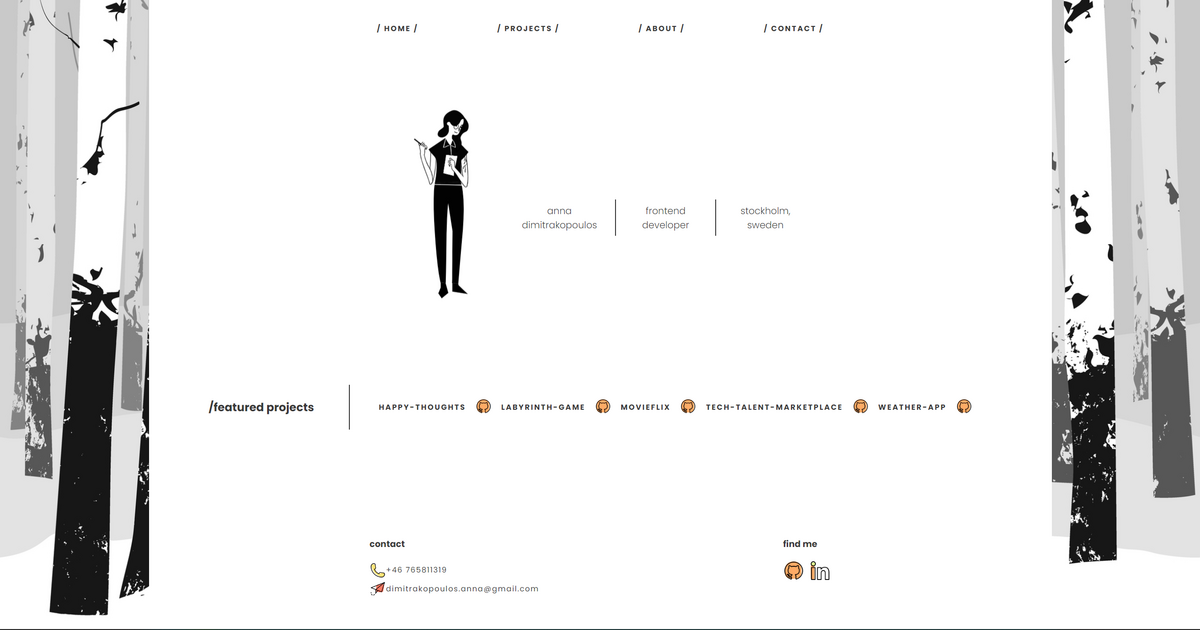 / HOME /
/ PROJECTS /
/ ABOUT /
/ CONTACT /
anna
dimitrakopoulos
frontend
developer
stockholm,
sweden
/featured projects
HAPPY-THOUGHTS
LABYRINTH-GAME
MOVIEFLIX
TECH-TALENT-MARKETPLACE
WEATHER-APP
contact
+46 765811319
dimitrakopoulos.anna@gmail.com
find me
in